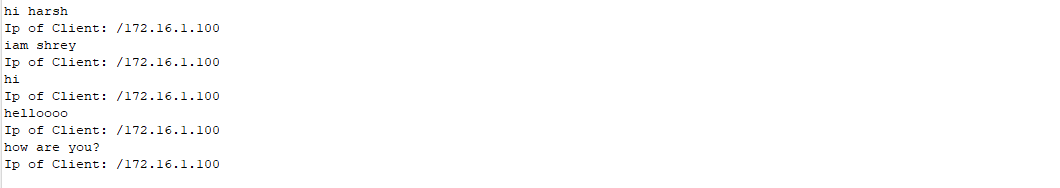 hi harsh
Ip of Client: /172.16.1.100
iam shrey
Ip of Client: /172.16.1.100
hi
Ip of Client: /172.16.1.100
helloooo
Ip of Client: /172.16.1.100
how are you?
Ip of Client: /172.16.1.100